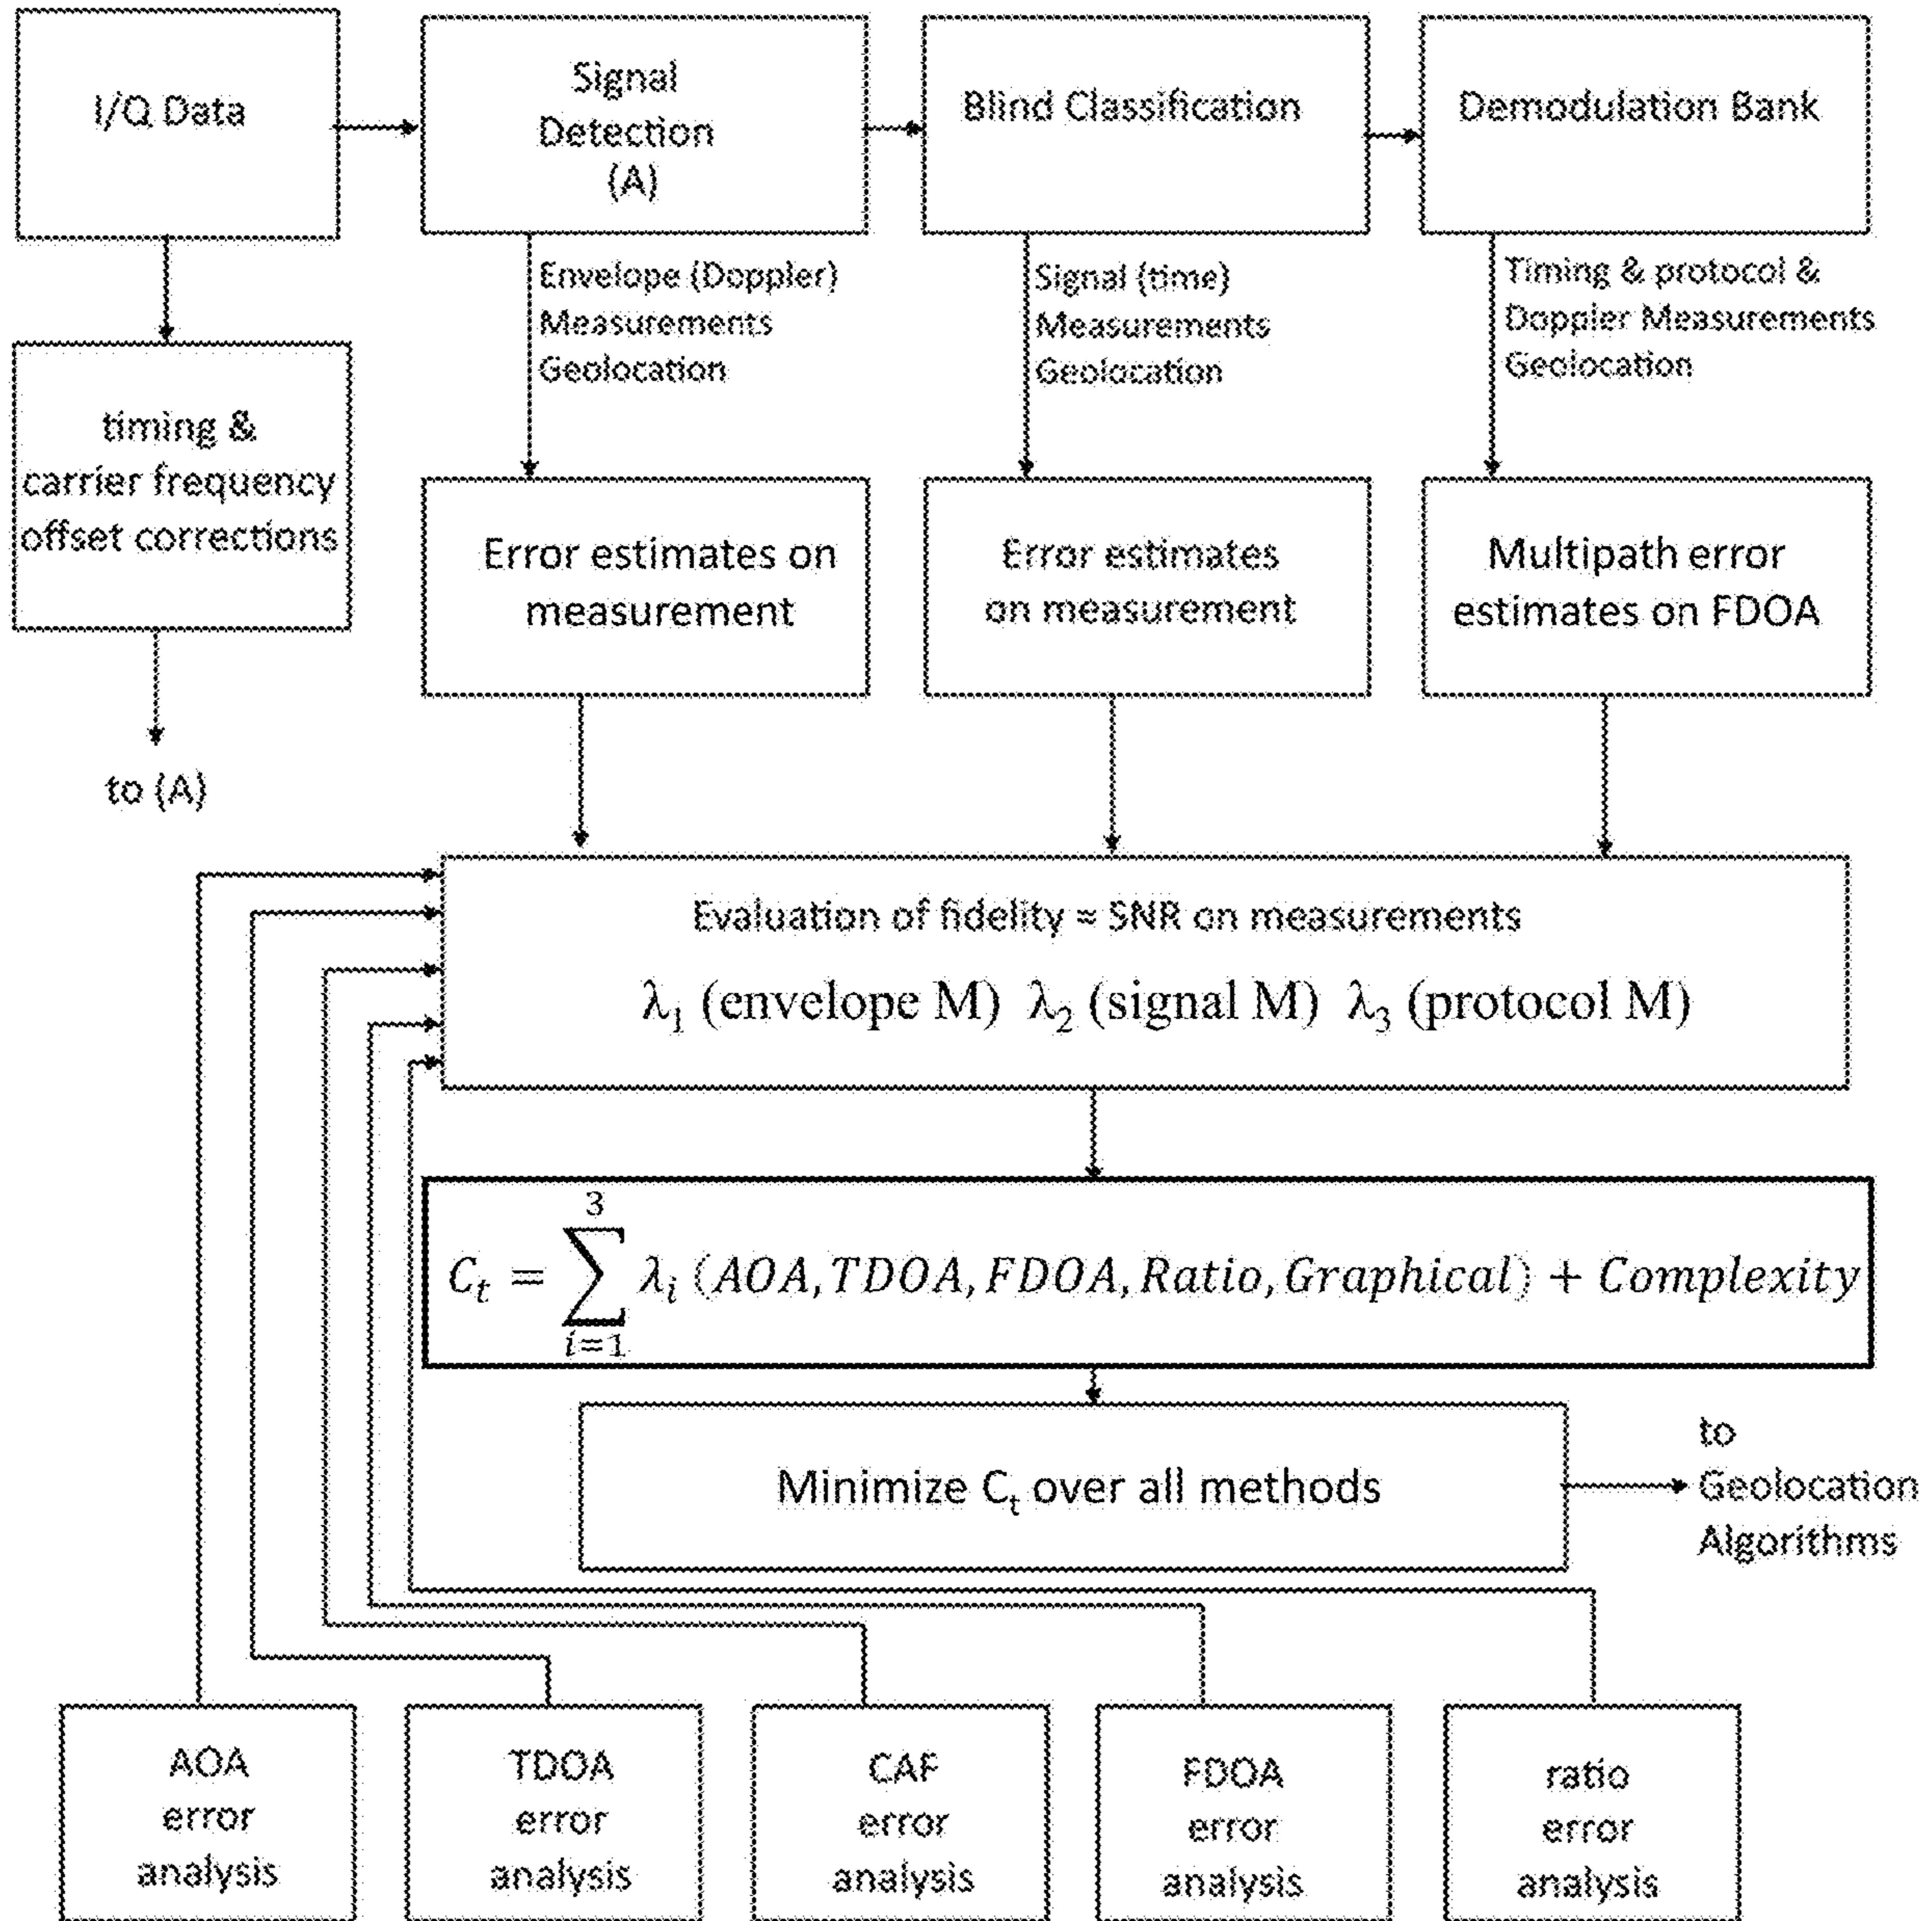 I/Q Data
Signal
Detection
(A)
Blind Classification
Demodulation Bank
Envelope (Doppler)
Measurements
Geolocation
Signal (time)
Measurements
Geolocation
Timing & protocol &
Doppler Measurements
Geolocation
timing &
carrier frequency
offset corrections
to (A)
Error estimates on
measurement
Error estimates
on measurement
Multipath error
estimates on FDOA
Evaluation of fidelity ≈ SNR on measurements
λ₁ (envelope M) λ₂ (signal M) λ₃ (protocol M)
3
C_t = ∑ λ_i (AOA, TDOA, FDOA, Ratio, Graphical) + Complexity
i=1
Minimize C_t over all methods
to
Geolocation
Algorithms
AOA
error
analysis
TDOA
error
analysis
CAF
error
analysis
FDOA
error
analysis
ratio
error
analysis